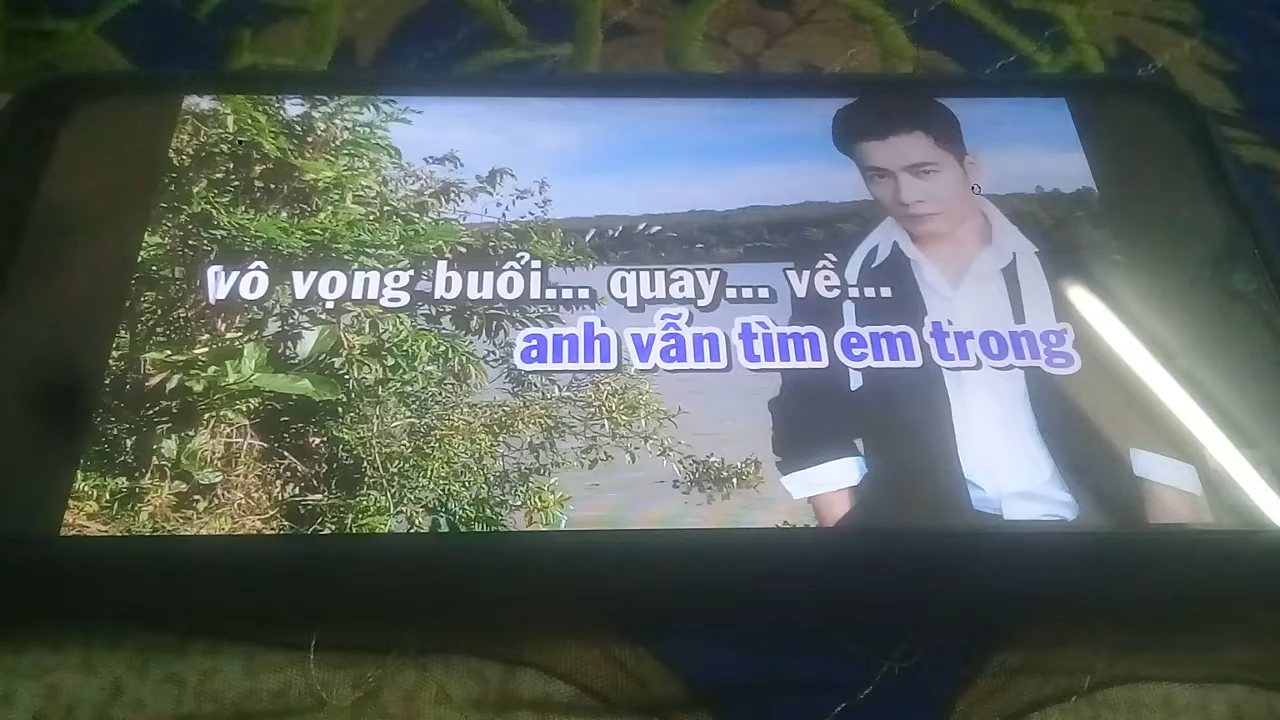 vô vọng buổi... quay... về...
anh vẫn tìm em trong